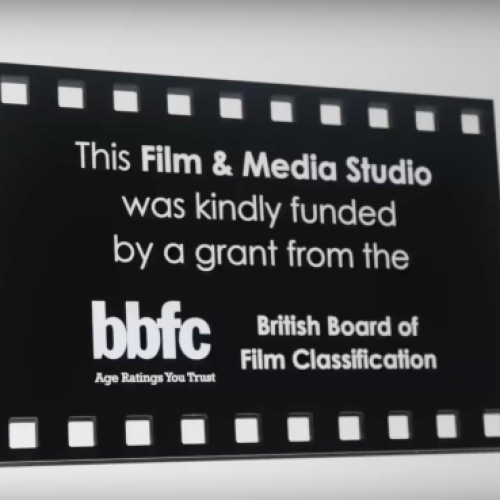 This Film & Media Studio
was kindly funded
by a grant from the
bbfc
Age Ratings You Trust
British Board of
Film Classification